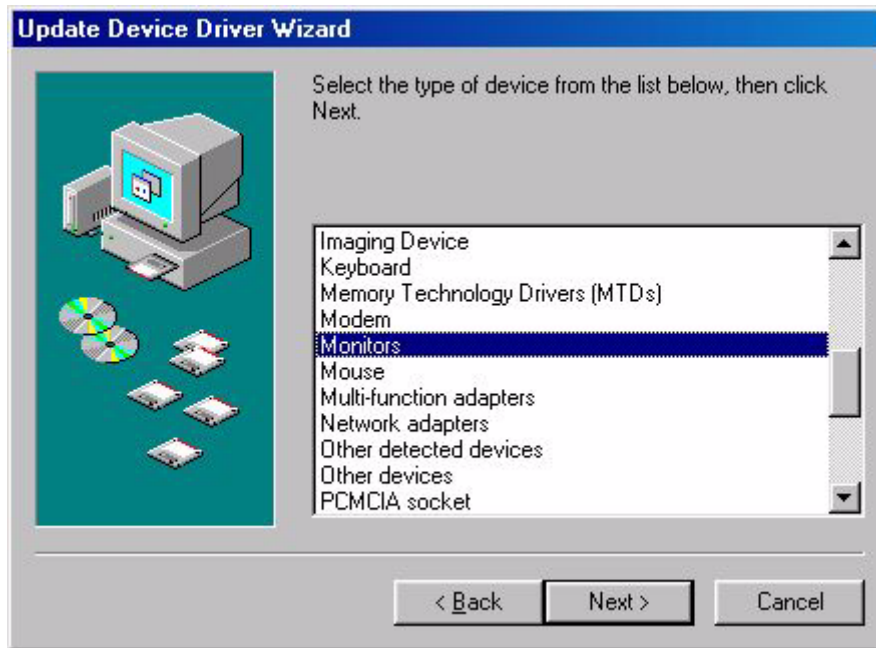 Update Device Driver Wizard
Select the type of device from the list below, then click
Next.
Imaging Device
Keyboard
Memory Technology Drivers (MTDs)
Modem
Monitors
Mouse
Multi-function adapters
Network adapters
Other detected devices
Other devices
PCMCIA socket
< Back
Next >
Cancel